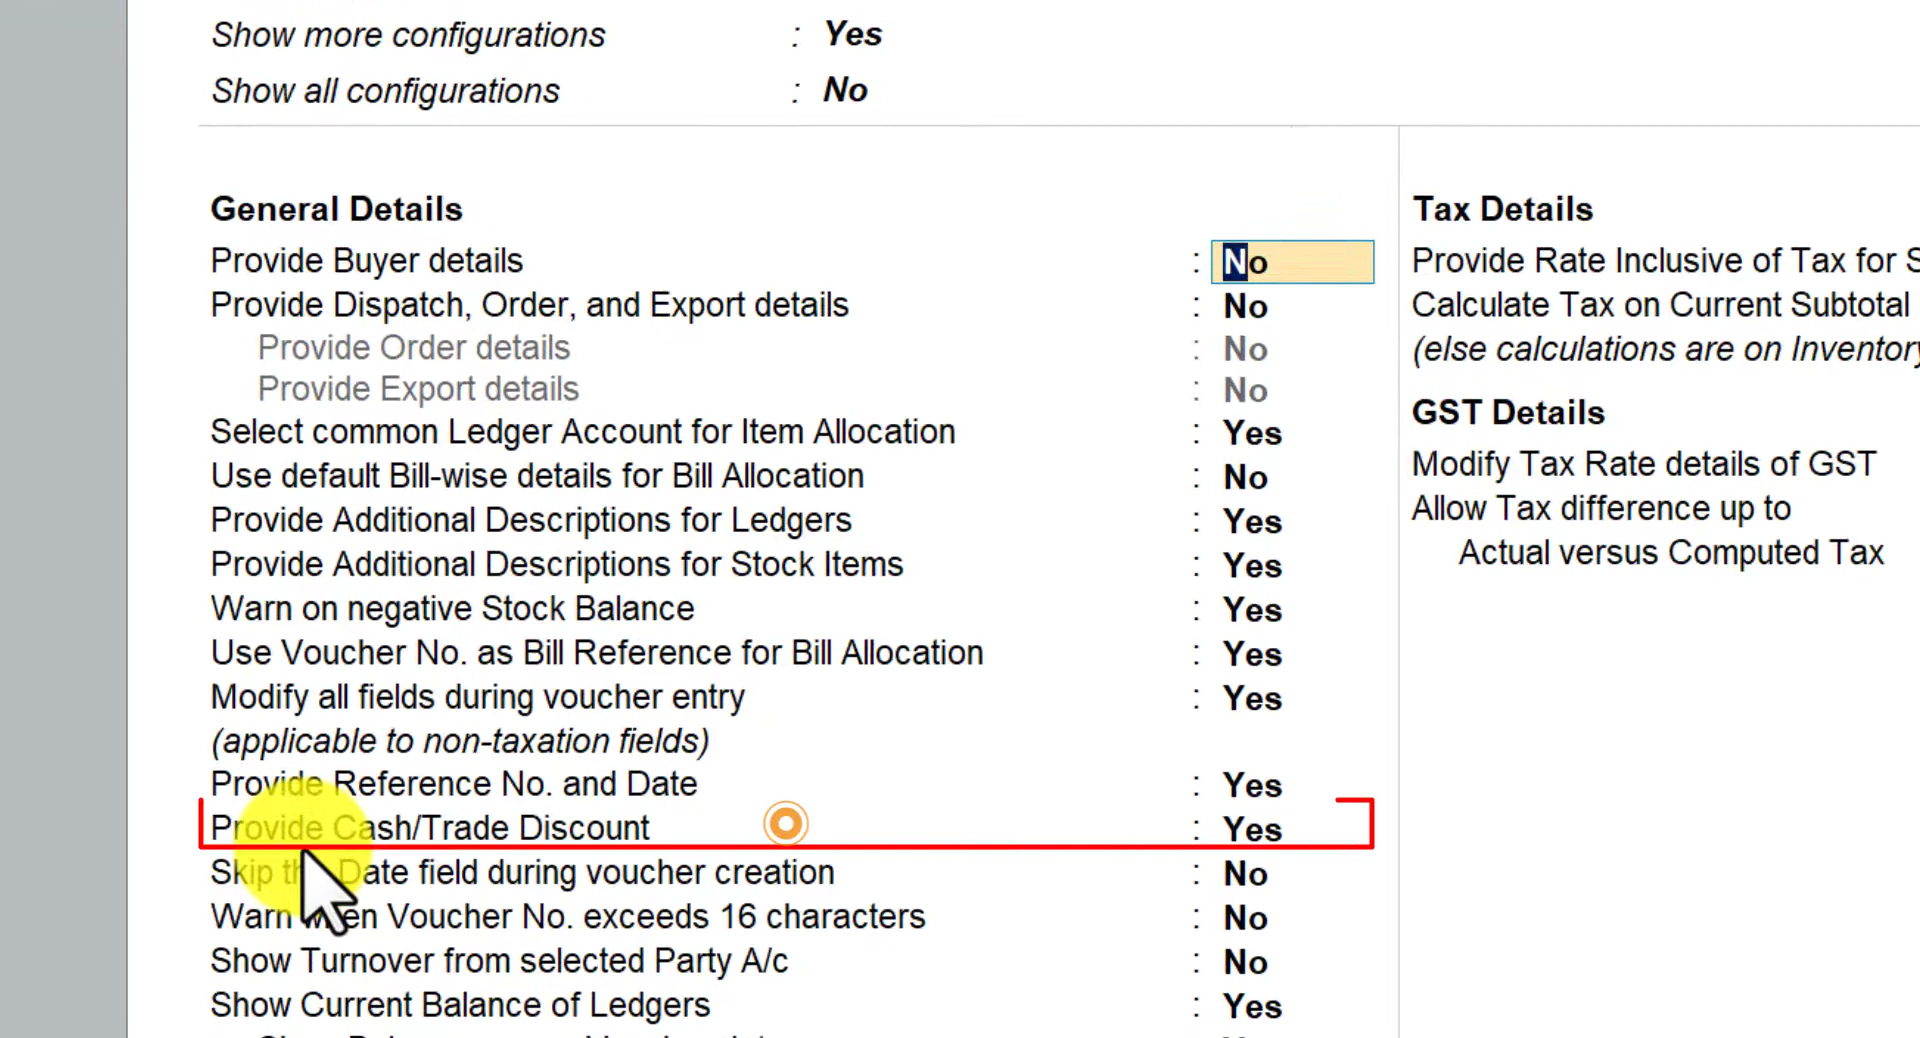 Show more configurations : Yes
Show all configurations : No
General Details
Provide Buyer details : No
Provide Dispatch, Order, and Export details : No
Provide Order details : No
Provide Export details : No
Select common Ledger Account for Item Allocation : Yes
Use default Bill-wise details for Bill Allocation : No
Provide Additional Descriptions for Ledgers : Yes
Provide Additional Descriptions for Stock Items : Yes
Warn on negative Stock Balance : Yes
Use Voucher No. as Bill Reference for Bill Allocation : Yes
Modify all fields during voucher entry : Yes
(applicable to non-taxation fields)
Provide Reference No. and Date : Yes
Provide Cash/Trade Discount : Yes
Skip the Date field during voucher creation : No
Warn when Voucher No. exceeds 16 characters : No
Show Turnover from selected Party A/c : No
Show Current Balance of Ledgers : Yes
Tax Details
Provide Rate Inclusive of Tax for S
Calculate Tax on Current Subtotal
(else calculations are on Inventory
GST Details
Modify Tax Rate details of GST
Allow Tax difference up to
Actual versus Computed Tax